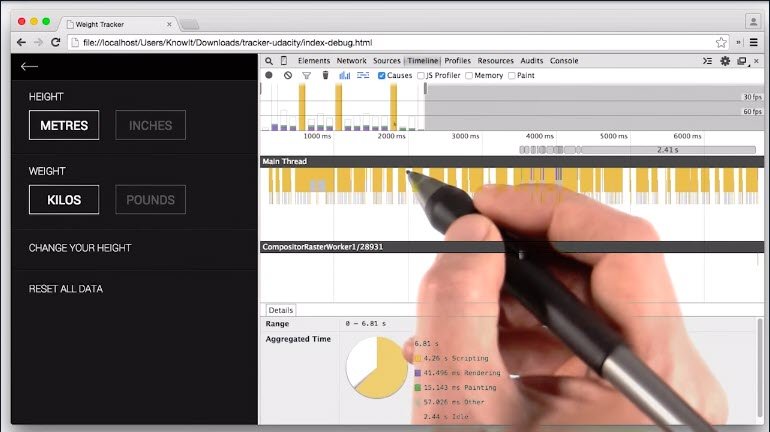 Weight Tracker
file://localhost/Users/KnowIt/Downloads/tracker-udacity/index-debug.html
Elements Network Sources Timeline Profiles Resources Audits Console
Causes JS Profiler Memory Paint
30 fps
60 fps
1000 ms 2000 ms 3000 ms 4000 ms 5000 ms 6000 ms
2.41 s
Main Thread
CompositorRasterWorker1/28931
Details
Range 0 – 6.81 s
Aggregated Time
6.81 s
4.26 s Scripting
41.496 ms Rendering
15.143 ms Painting
57.026 ms Other
2.44 s Idle
HEIGHT
METRES INCHES
WEIGHT
KILOS POUNDS
CHANGE YOUR HEIGHT
RESET ALL DATA